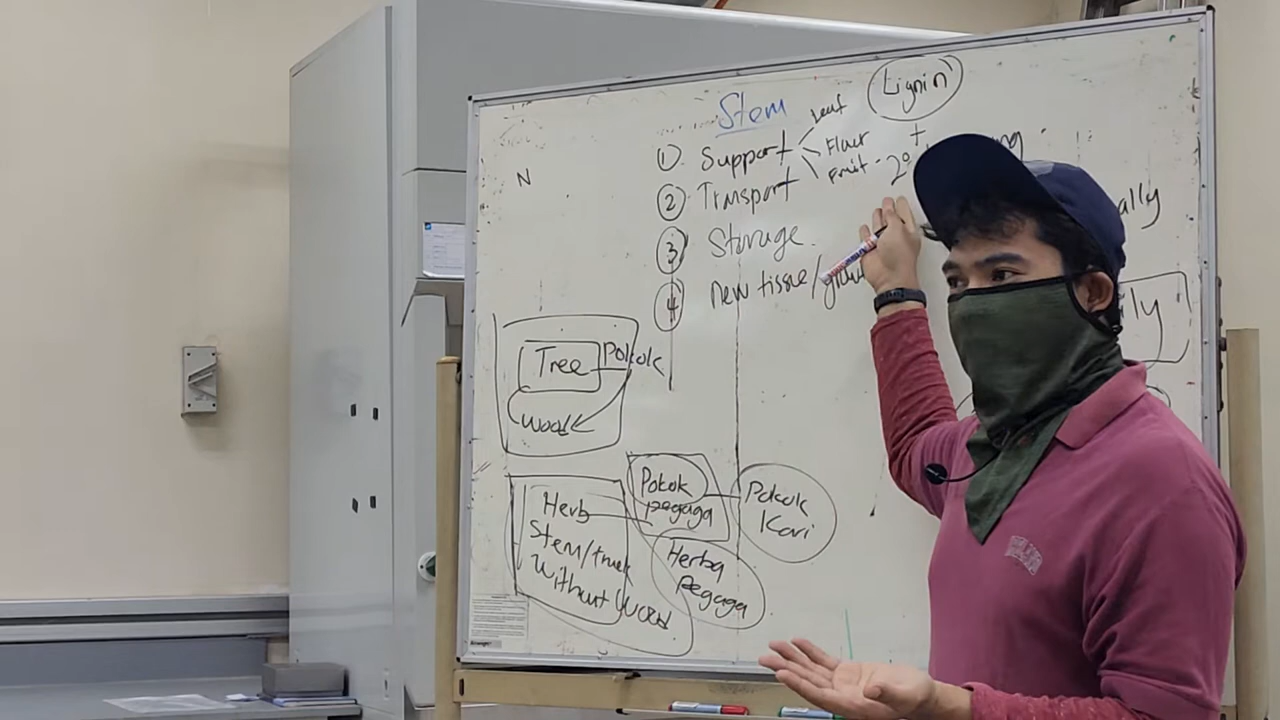 Stem
Lignin
+
① Support
Leaf
Flower
Fruit
2°
② Transport
③ Storage
④ New tissue/
N
ally
Tree Pokok
Wood
Herb
Stem/trunk
Without Wood
Pokok
Pegaga
Pokok
Kari
Herba
Pegaga